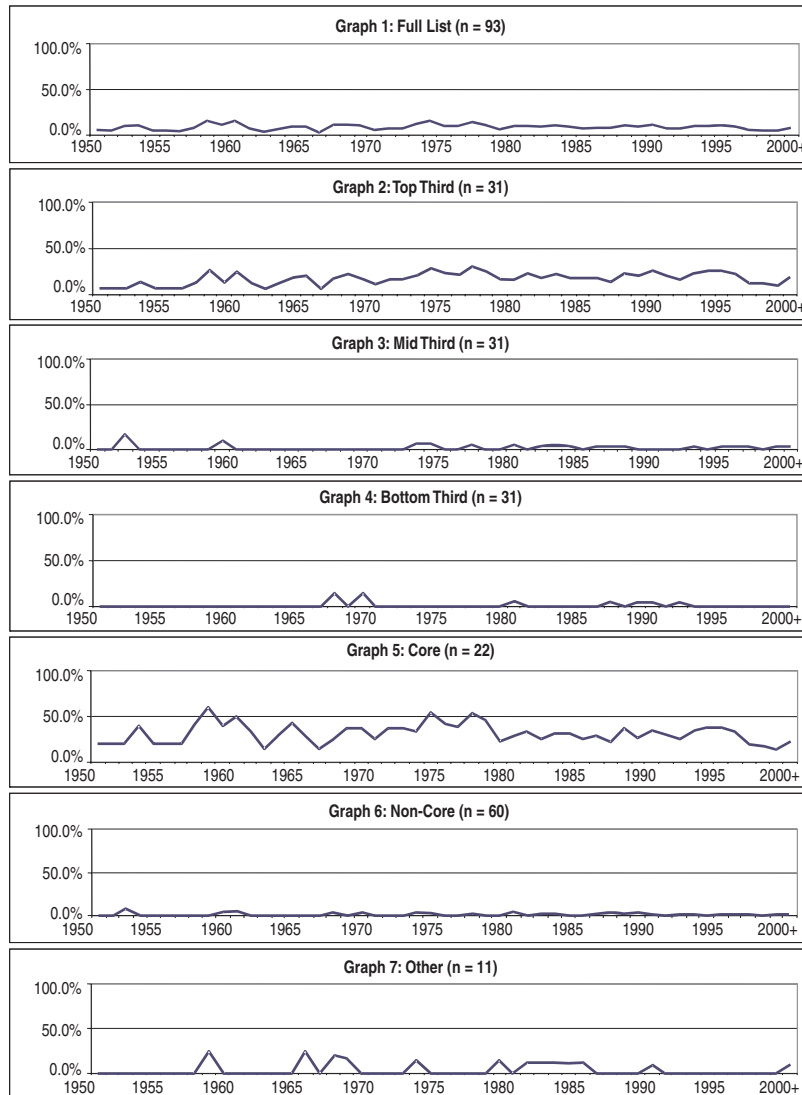 Graph 1: Full List (n = 93)
100.0%
50.0%
0.0%
1950 1955 1960 1965 1970 1975 1980 1985 1990 1995 2000+
Graph 2: Top Third (n = 31)
100.0%
50.0%
0.0%
1950 1955 1960 1965 1970 1975 1980 1985 1990 1995 2000+
Graph 3: Mid Third (n = 31)
100.0%
50.0%
0.0%
1950 1955 1960 1965 1970 1975 1980 1985 1990 1995 2000+
Graph 4: Bottom Third (n = 31)
100.0%
50.0%
0.0%
1950 1955 1960 1965 1970 1975 1980 1985 1990 1995 2000+
Graph 5: Core (n = 22)
100.0%
50.0%
0.0%
1950 1955 1960 1965 1970 1975 1980 1985 1990 1995 2000+
Graph 6: Non-Core (n = 60)
100.0%
50.0%
0.0%
1950 1955 1960 1965 1970 1975 1980 1985 1990 1995 2000+
Graph 7: Other (n = 11)
100.0%
50.0%
0.0%
1950 1955 1960 1965 1970 1975 1980 1985 1990 1995 2000+